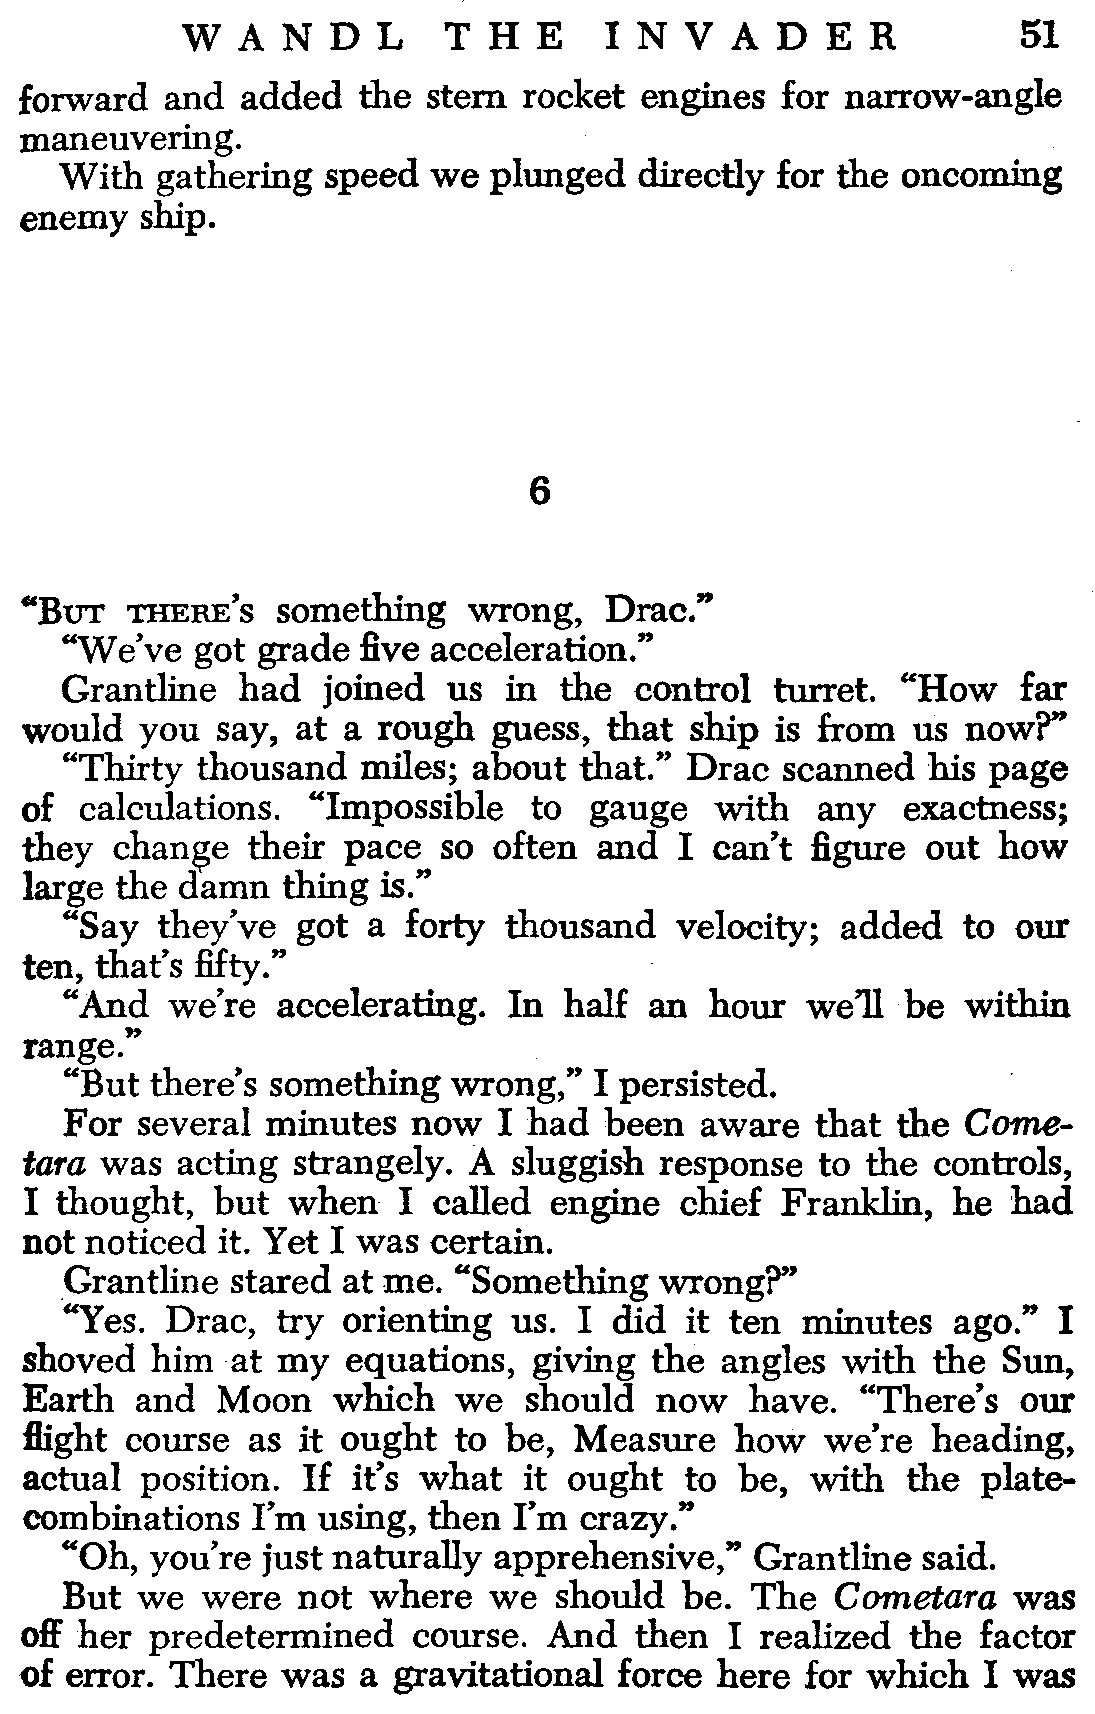 WANDL THE INVADER 51
forward and added the stern rocket engines for narrow-angle
maneuvering.
With gathering speed we plunged directly for the oncoming
enemy ship.
6
“BUT THERE’S something wrong, Drac.”
“We’ve got grade five acceleration.”
Grantline had joined us in the control turret. “How far
would you say, at a rough guess, that ship is from us now?”
“Thirty thousand miles; about that.” Drac scanned his page
of calculations. “Impossible to gauge with any exactness;
they change their pace so often and I can’t figure out how
large the damn thing is.”
“Say they’ve got a forty thousand velocity; added to our
ten, that’s fifty.”
“And we’re accelerating. In half an hour we’ll be within
range.”
“But there’s something wrong,” I persisted.
For several minutes now I had been aware that the Come-
tara was acting strangely. A sluggish response to the controls,
I thought, but when I called engine chief Franklin, he had
not noticed it. Yet I was certain.
Grantline stared at me. “Something wrong?”
“Yes. Drac, try orienting us. I did it ten minutes ago.” I
shoved him at my equations, giving the angles with the Sun,
Earth and Moon which we should now have. “There’s our
flight course as it ought to be, Measure how we’re heading,
actual position. If it’s what it ought to be, with the plate-
combinations I’m using, then I’m crazy.”
“Oh, you’re just naturally apprehensive,” Grantline said.
But we were not where we should be. The Cometara was
off her predetermined course. And then I realized the factor
of error. There was a gravitational force here for which I was